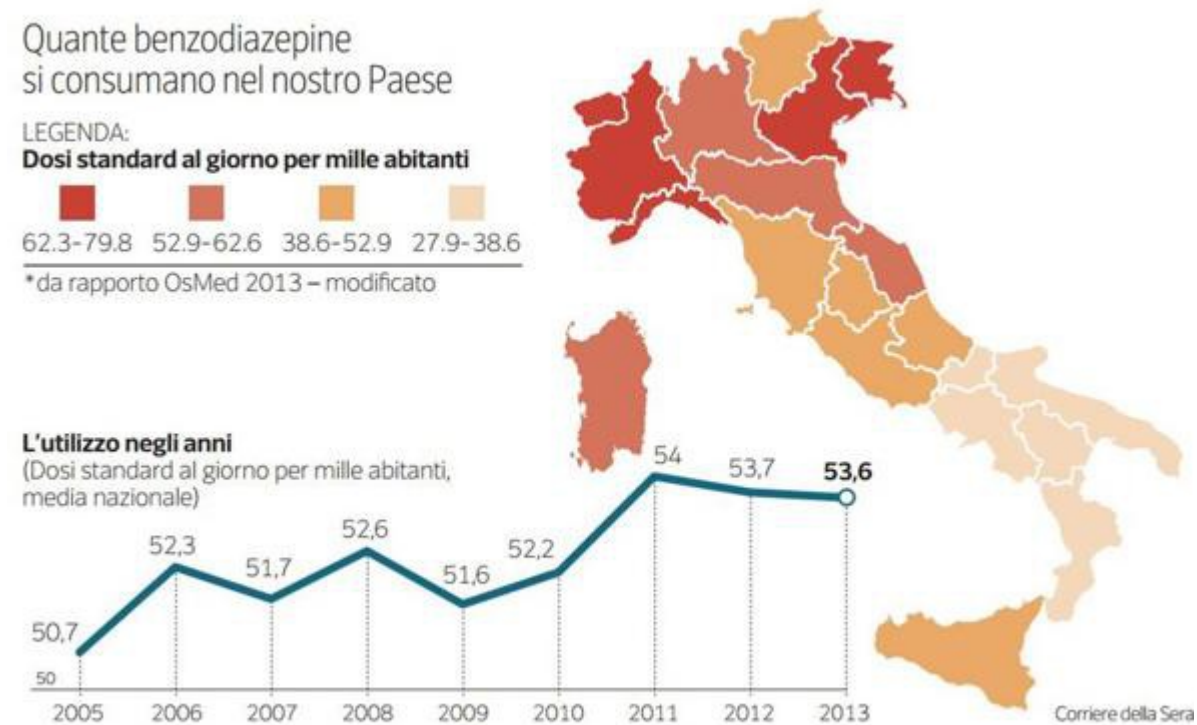 Quante benzodiazepine
si consumano nel nostro Paese
LEGENDA:
Dosi standard al giorno per mille abitanti
62.3-79.8 52.9-62.6 38.6-52.9 27.9-38.6
*da rapporto OsMed 2013 – modificato
L'utilizzo negli anni
(Dosi standard al giorno per mille abitanti,
media nazionale)
50,7 52,3 51,7 52,6 51,6 52,2 54 53,7 53,6
50
2005 2006 2007 2008 2009 2010 2011 2012 2013
Corriere della Sera